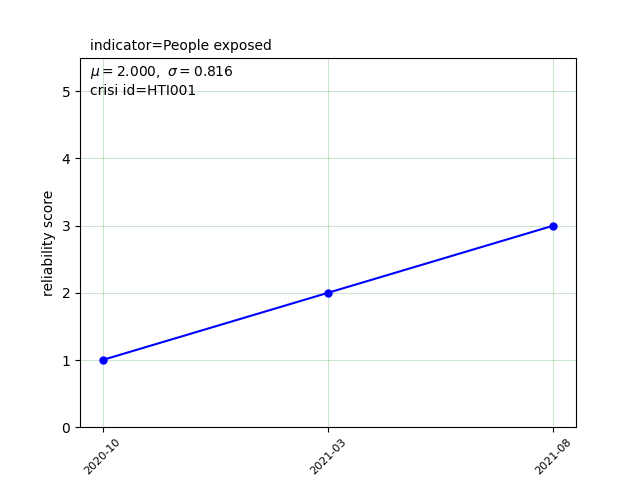 indicator=People exposed
μ = 2.000, σ = 0.816
crisi id=HTI001
reliability score
5
4
3
2
1
0
2020-10
2021-03
2021-08